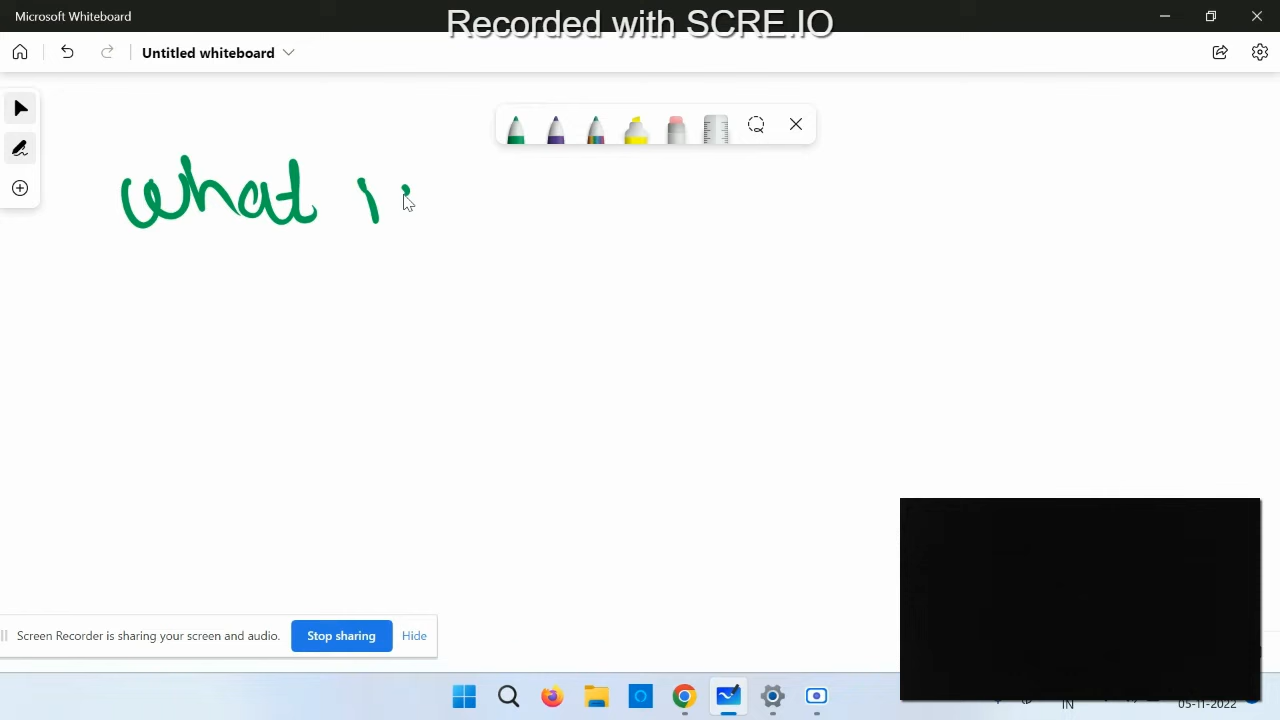 Microsoft Whiteboard
Recorded with SCRE.IO
Untitled whiteboard
what i
Screen Recorder is sharing your screen and audio.
Stop sharing
Hide
IN
05-11-2022